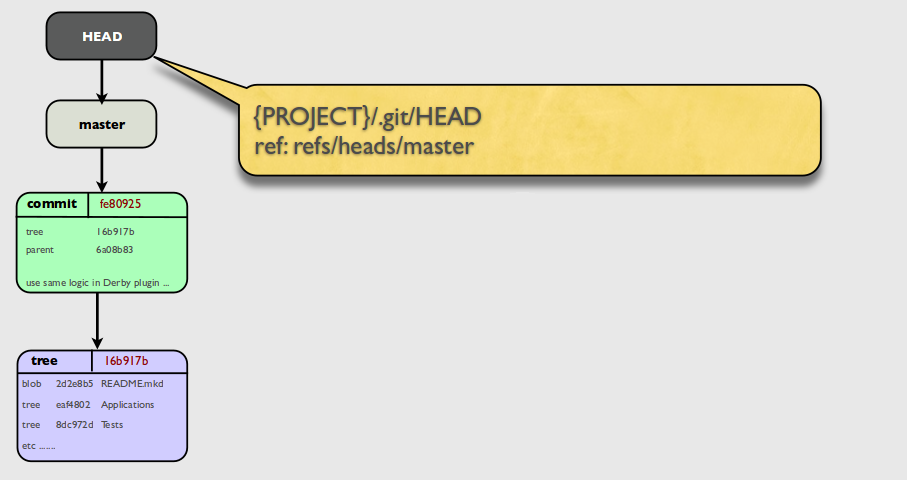 HEAD
{PROJECT}/.git/HEAD
ref: refs/heads/master
master
commit fe80925
tree 16b917b
parent 6a08b83
use same logic in Derby plugin ...
tree 16b917b
blob 2d2e8b5 README.mkd
tree eaf4802 Applications
tree 8dc972d Tests
etc .......